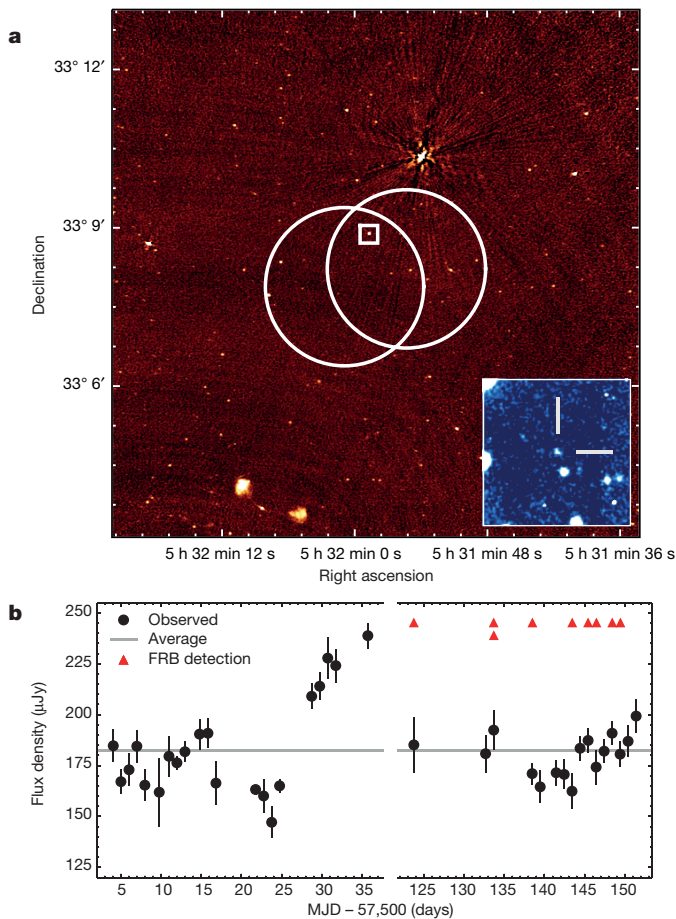 a
33° 12′
33° 9′
33° 6′
Declination
5 h 32 min 12 s 5 h 32 min 0 s 5 h 31 min 48 s 5 h 31 min 36 s
Right ascension
b
250
225
200
175
150
125
Flux density (μJy)
Observed
Average
FRB detection
5 10 15 20 25 30 35 125 130 135 140 145 150
MJD – 57,500 (days)